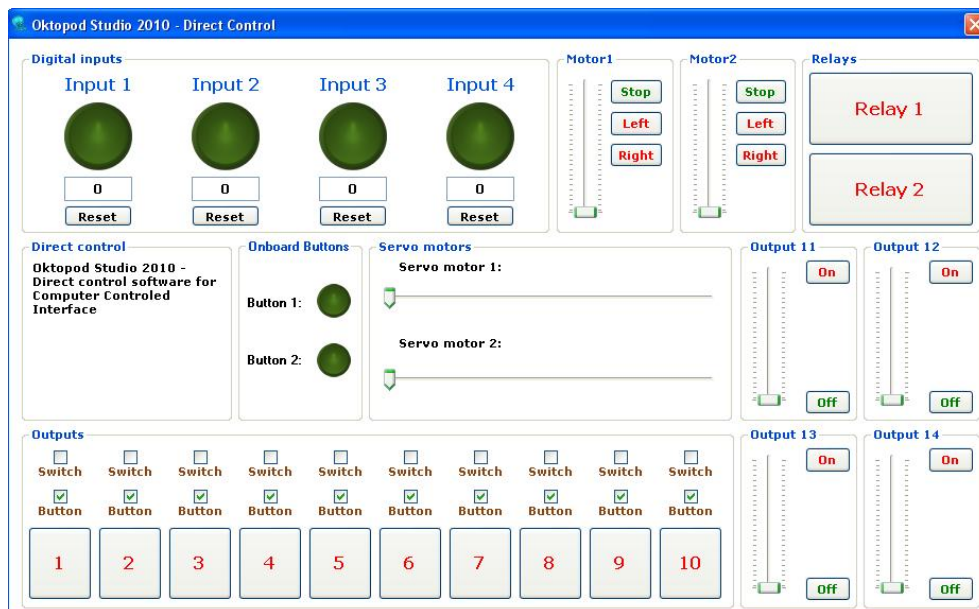 Oktopod Studio 2010 - Direct Control
Digital inputs
Input 1 Input 2 Input 3 Input 4
0 0 0 0
Reset Reset Reset Reset
Motor1
Stop
Left
Right
Motor2
Stop
Left
Right
Relays
Relay 1
Relay 2
Direct control
Oktopod Studio 2010 -
Direct control software for
Computer Controled
Interface
Onboard Buttons
Button 1:
Button 2:
Servo motors
Servo motor 1:
Servo motor 2:
Output 11
On
Off
Output 12
On
Off
Outputs
Switch Switch Switch Switch Switch Switch Switch Switch Switch Switch
Button Button Button Button Button Button Button Button Button Button
1 2 3 4 5 6 7 8 9 10
Output 13
On
Off
Output 14
On
Off